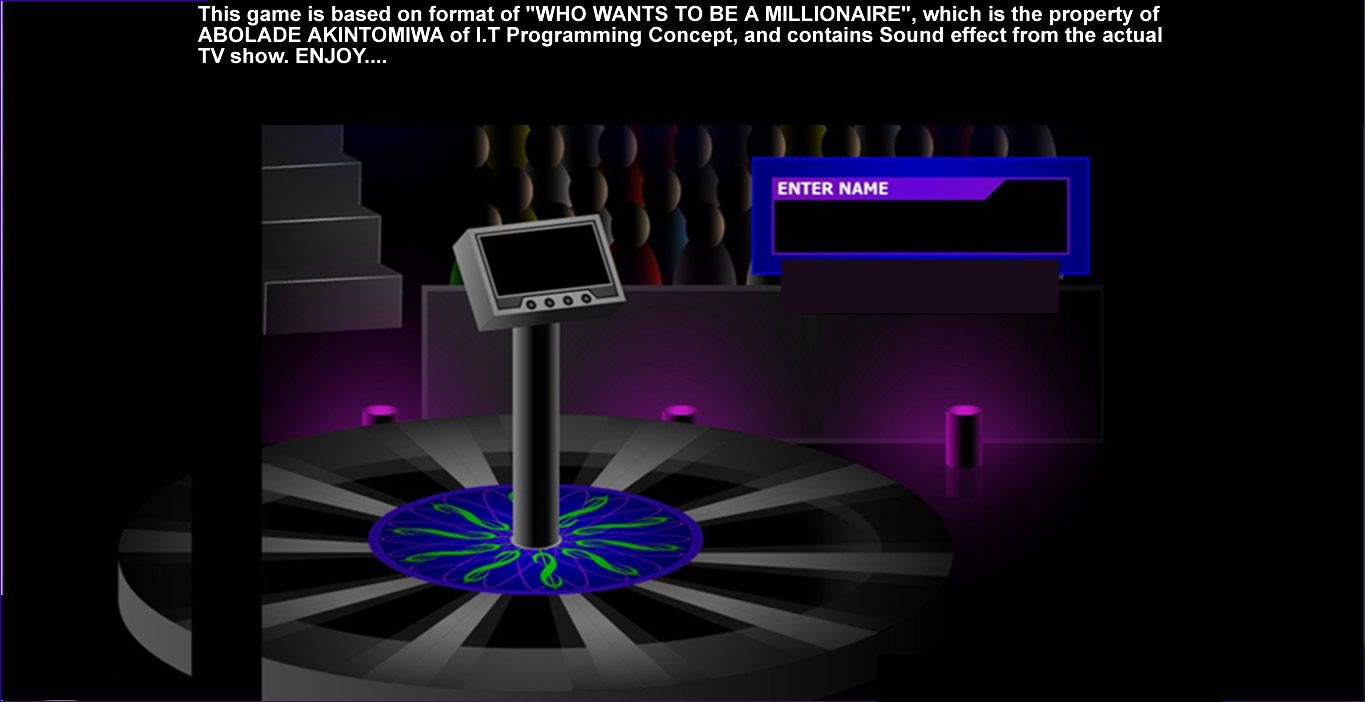 This game is based on format of "WHO WANTS TO BE A MILLIONAIRE", which is the property of
ABOLADE AKINTOMIWA of I.T Programming Concept, and contains Sound effect from the actual
TV show. ENJOY....
ENTER NAME